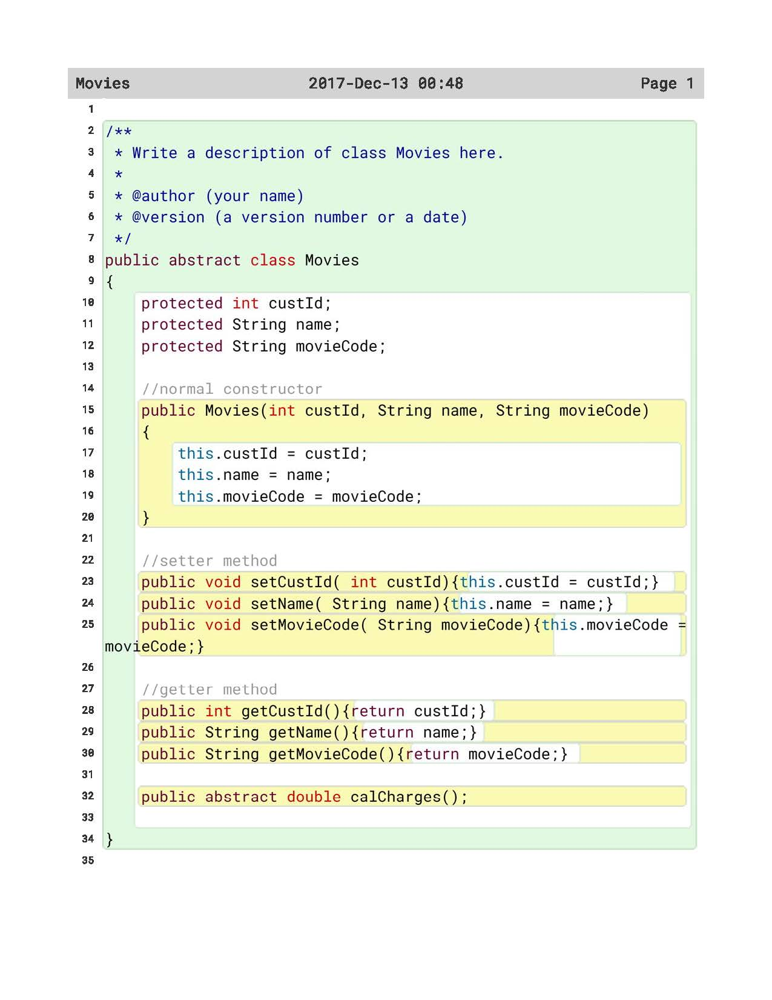 Movies 2017-Dec-13 00:48 Page 1
1
2 /**
3  * Write a description of class Movies here.
4  *
5  * @author (your name)
6  * @version (a version number or a date)
7  */
8 public abstract class Movies
9 {
10     protected int custId;
11     protected String name;
12     protected String movieCode;
13
14     //normal constructor
15     public Movies(int custId, String name, String movieCode)
16     {
17         this.custId = custId;
18         this.name = name;
19         this.movieCode = movieCode;
20     }
21
22     //setter method
23     public void setCustId( int custId){this.custId = custId;}
24     public void setName( String name){this.name = name;}
25     public void setMovieCode( String movieCode){this.movieCode =
movieCode;}
26
27     //getter method
28     public int getCustId(){return custId;}
29     public String getName(){return name;}
30     public String getMovieCode(){return movieCode;}
31
32     public abstract double calCharges();
33
34 }
35